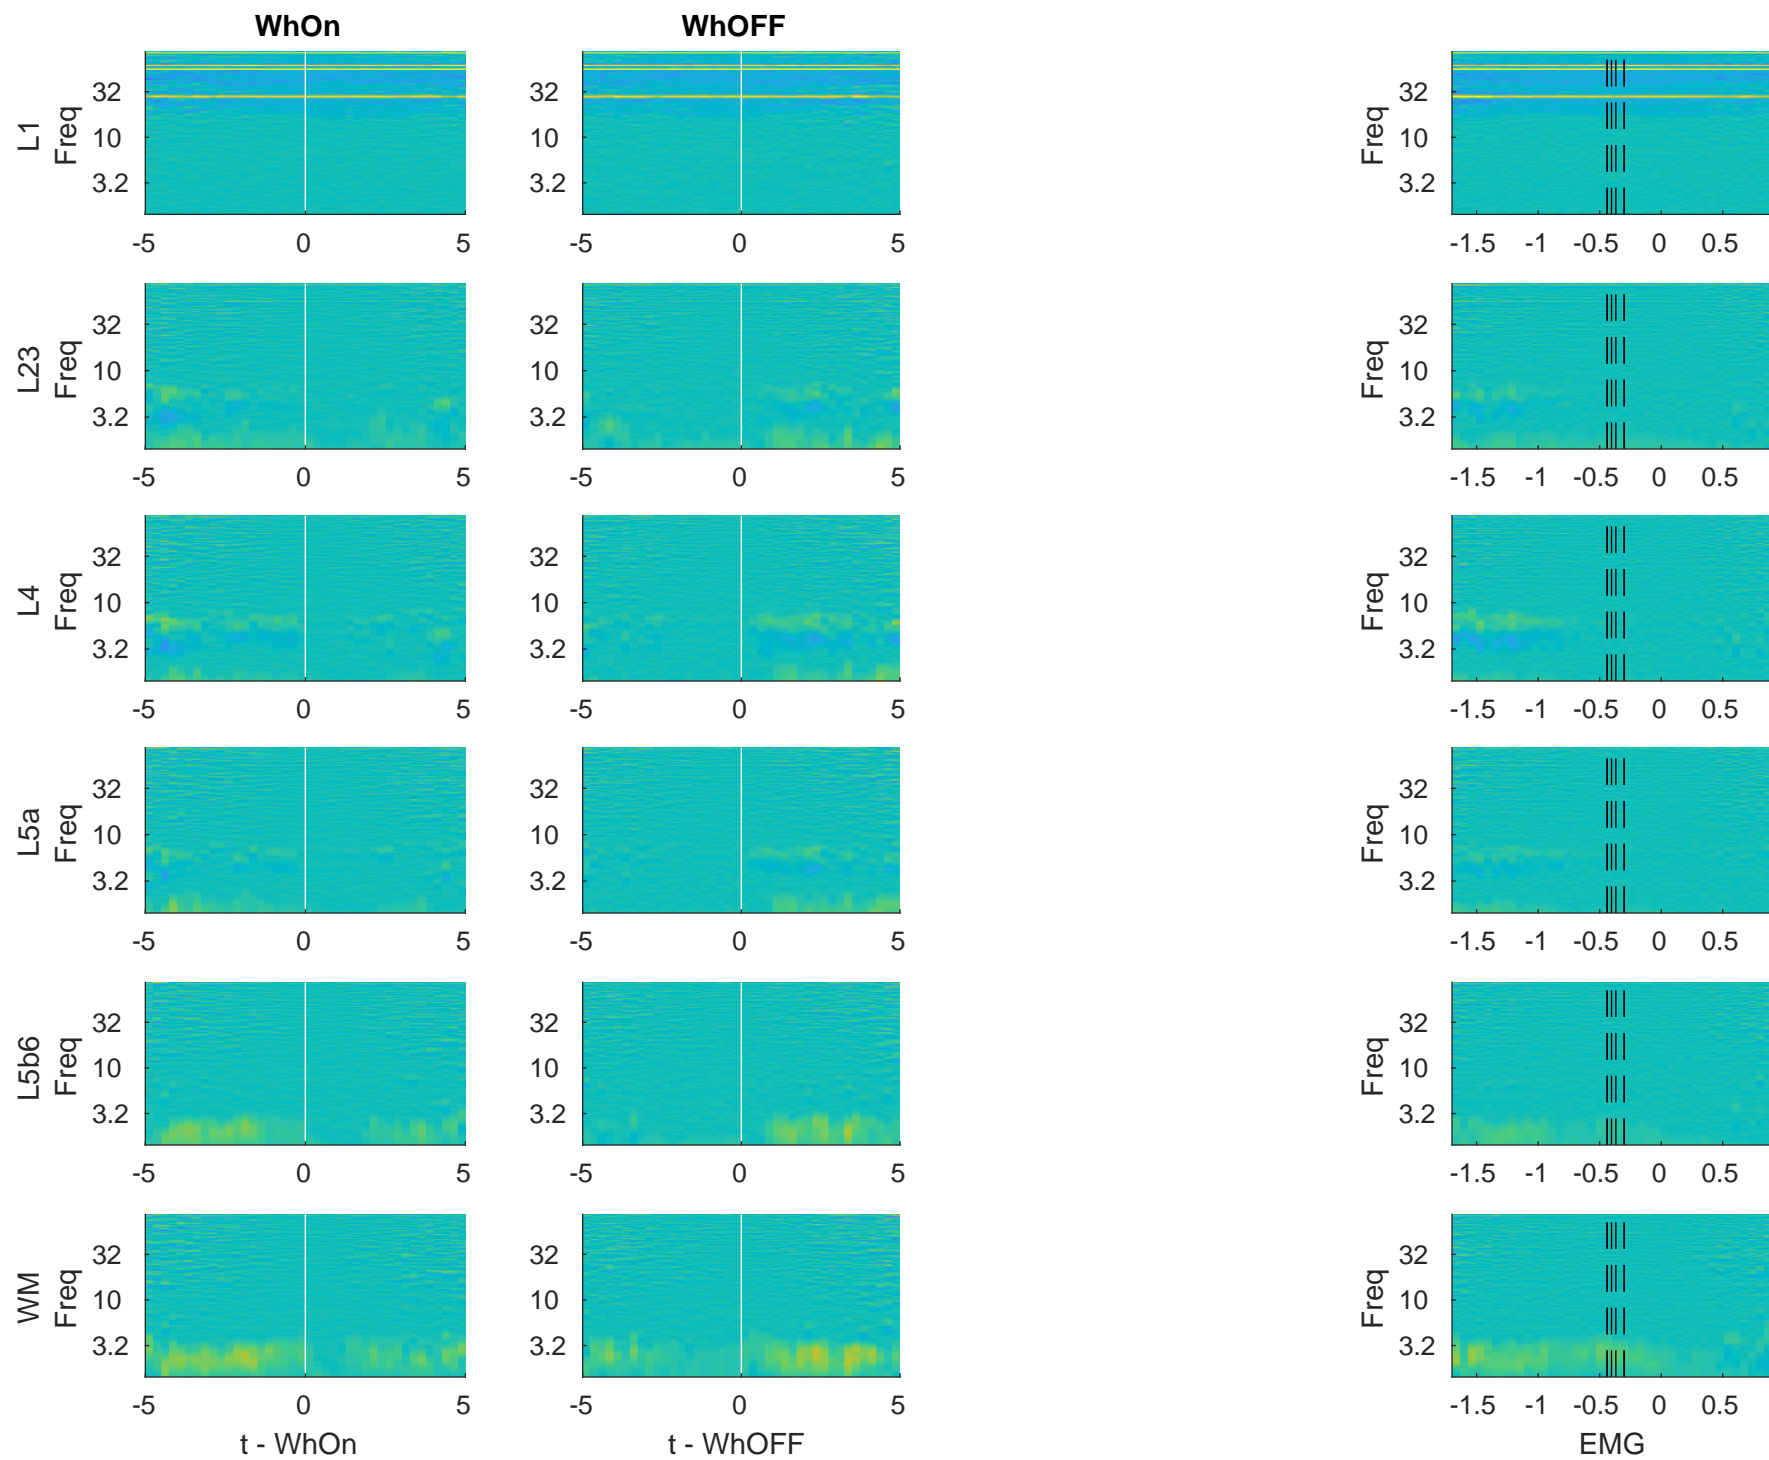 WhOn WhOFF
L1 Freq 32 10 3.2 32 10 3.2 Freq 32 10 3.2
-5 0 5 -5 0 5 -1.5 -1 -0.5 0 0.5
L23 Freq 32 10 3.2 32 10 3.2 Freq 32 10 3.2
-5 0 5 -5 0 5 -1.5 -1 -0.5 0 0.5
L4 Freq 32 10 3.2 32 10 3.2 Freq 32 10 3.2
-5 0 5 -5 0 5 -1.5 -1 -0.5 0 0.5
L5a Freq 32 10 3.2 32 10 3.2 Freq 32 10 3.2
-5 0 5 -5 0 5 -1.5 -1 -0.5 0 0.5
L5b6 Freq 32 10 3.2 32 10 3.2 Freq 32 10 3.2
-5 0 5 -5 0 5 -1.5 -1 -0.5 0 0.5
WM Freq 32 10 3.2 32 10 3.2 Freq 32 10 3.2
-5 0 5 -5 0 5 -1.5 -1 -0.5 0 0.5
t - WhOn t - WhOFF EMG